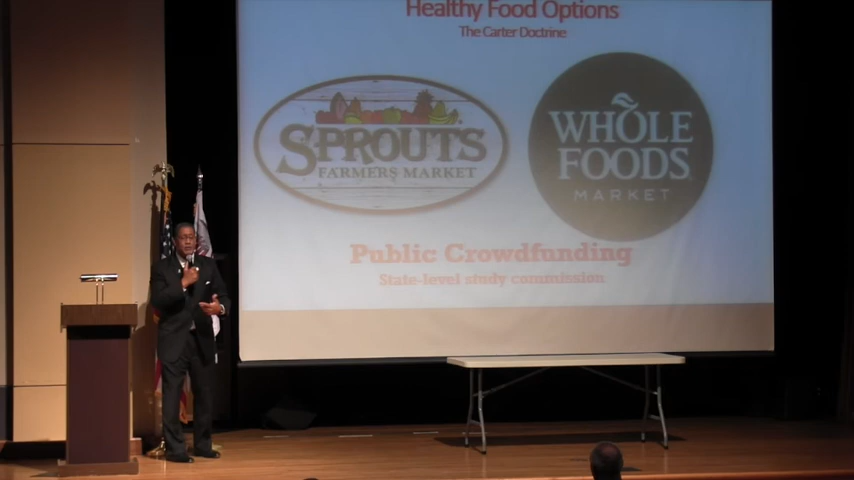 Healthy Food Options
The Carter Doctrine
SPROUTS
FARMERS MARKET
WHOLE
FOODS
MARKET
Public Crowdfunding
State-level study commission